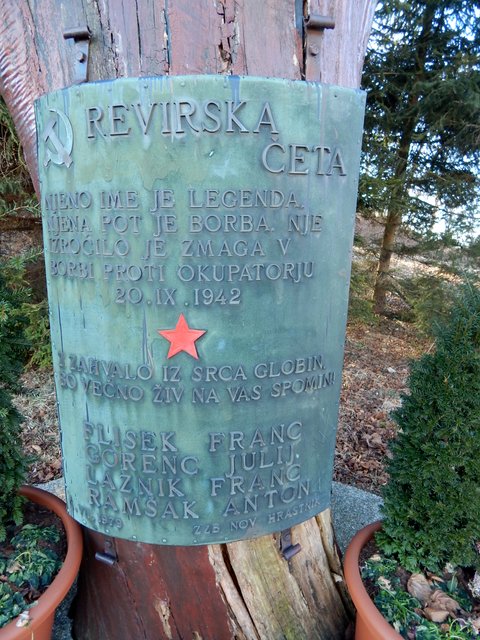 REVIRSKA
ČETA
NJENO IME JE LEGENDA,
NJENA POT JE BORBA, NJE
IZROČILO JE ZMAGA V
BORBI PROTI OKUPATORJU
20.IX.1942
V ZAHVALO IZ SRCA GLOBIN,
BO VEČNO ŽIV NA VAS SPOMIN!
PLISEK FRANC
GORENC JULIJ
LAZNIK FRANC
RAMŠAK ANTON
1979 ZZB NOV HRASTNIK